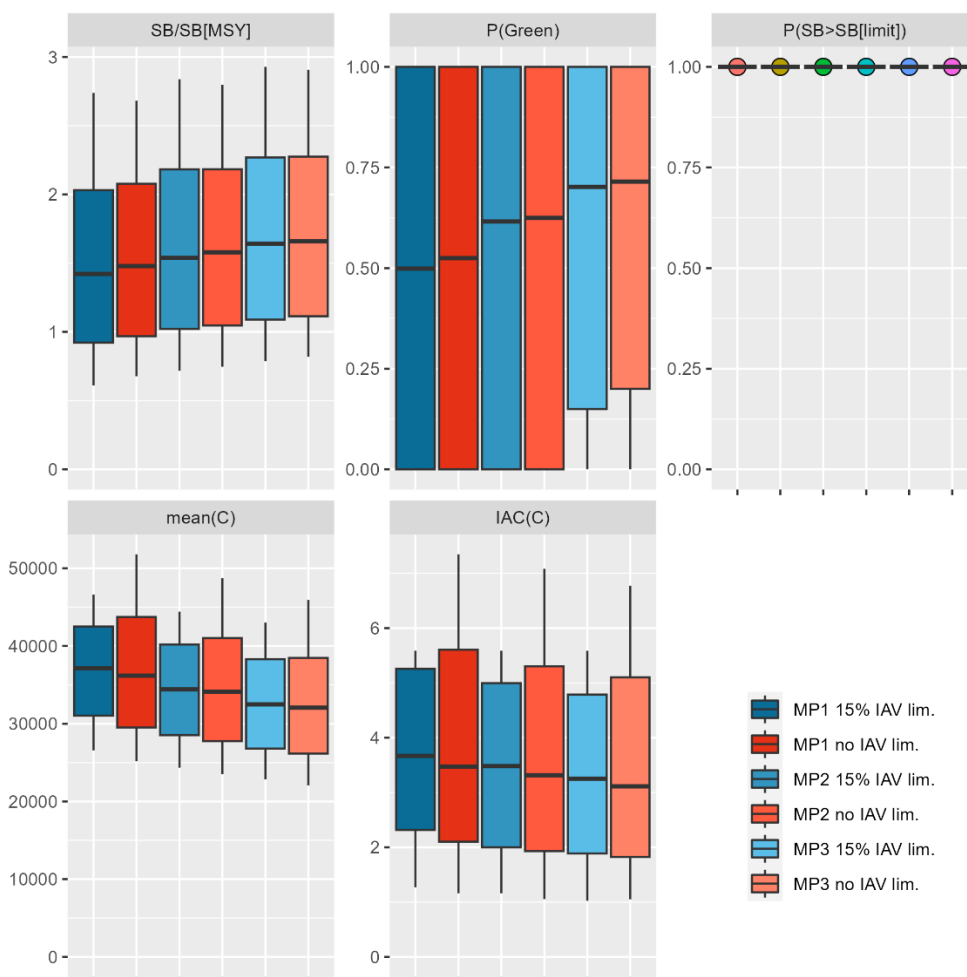 SB/SB[MSY]
P(Green)
P(SB>SB[limit])
3
2
1
0
1.00
0.75
0.50
0.25
0.00
1.00
0.75
0.50
0.25
0.00
mean(C)
IAC(C)
50000
40000
30000
20000
10000
0
6
4
2
0
MP1 15% IAV lim.
MP1 no IAV lim.
MP2 15% IAV lim.
MP2 no IAV lim.
MP3 15% IAV lim.
MP3 no IAV lim.